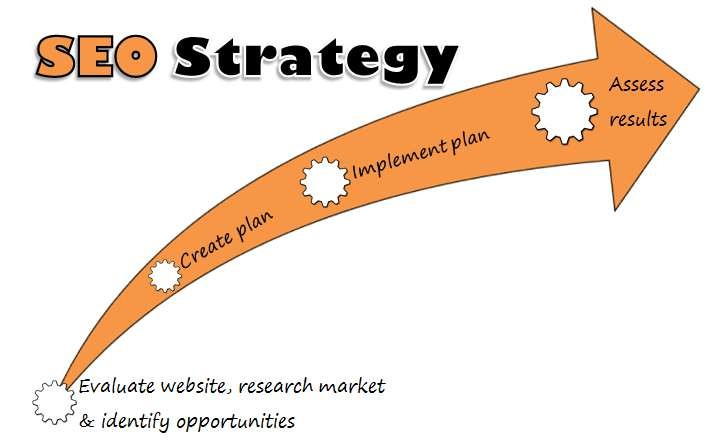 SEO Strategy
Assess
results
Implement plan
Create plan
Evaluate website, research market
& identify opportunities